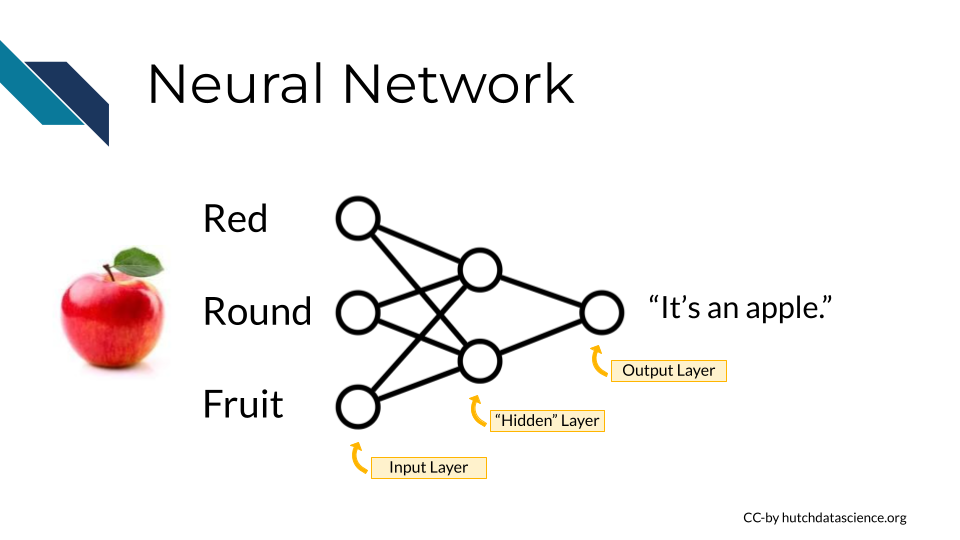 Neural Network
Red
Round
Fruit
“It’s an apple.”
Output Layer
“Hidden” Layer
Input Layer
CC-by hutchdatascience.org